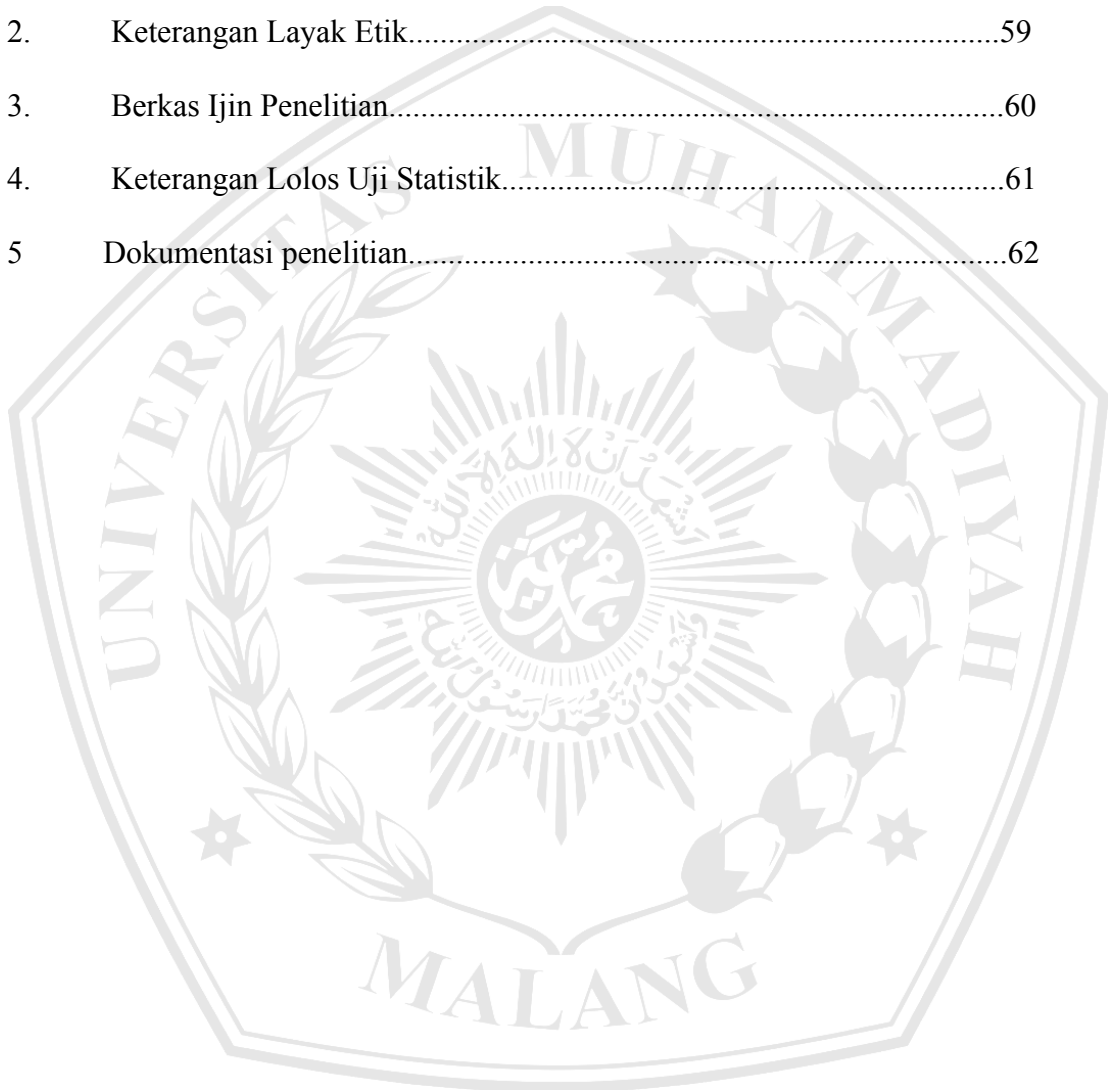 2. Keterangan Layak Etik..........................................................................59
3. Berkas Ijin Penelitian.............................................................................60
4. Keterangan Lolos Uji Statistik...............................................................61
5 Dokumentasi penelitian...........................................................................62
UNIVERSITAS MUHAMMADIYAH
MALANG